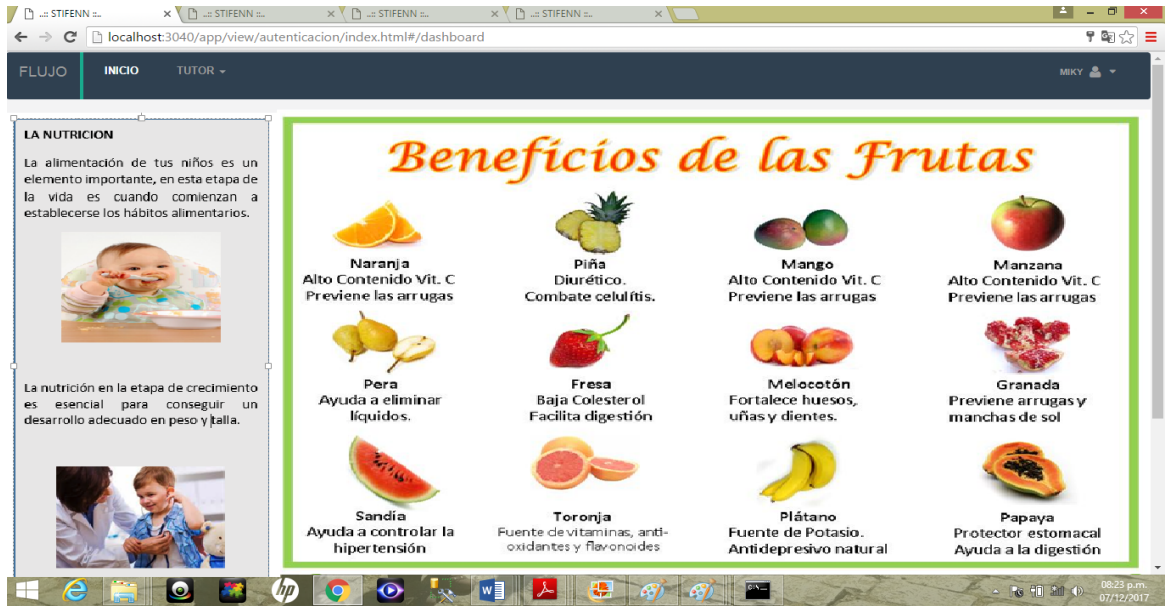 ..:: STIFENN ::..
..:: STIFENN ::..
..:: STIFENN ::..
..:: STIFENN ::..
localhost:3040/app/view/autenticacion/index.html#/dashboard
FLUJO INICIO TUTOR MIKY
LA NUTRICION
La alimentación de tus niños es un
elemento importante, en esta etapa de
la vida es cuando comienzan a
establecerse los hábitos alimentarios.
La nutrición en la etapa de crecimiento
es esencial para conseguir un
desarrollo adecuado en peso y talla.
Beneficios de las Frutas
Naranja
Alto Contenido Vit. C
Previene las arrugas
Piña
Diurético.
Combate celulítis.
Mango
Alto Contenido Vit. C
Previene las arrugas
Manzana
Alto Contenido Vit. C
Previene las arrugas
Pera
Ayuda a eliminar
líquidos.
Fresa
Baja Colesterol
Facilita digestión
Melocotón
Fortalece huesos,
uñas y dientes.
Granada
Previene arrugas y
manchas de sol
Sandía
Ayuda a controlar la
hipertensión
Toronja
Fuente de vitaminas, anti-
oxidantes y flavonoides
Plátano
Fuente de Potasio.
Antidepresivo natural
Papaya
Protector estomacal
Ayuda a la digestión
08:23 p.m.
07/12/2017